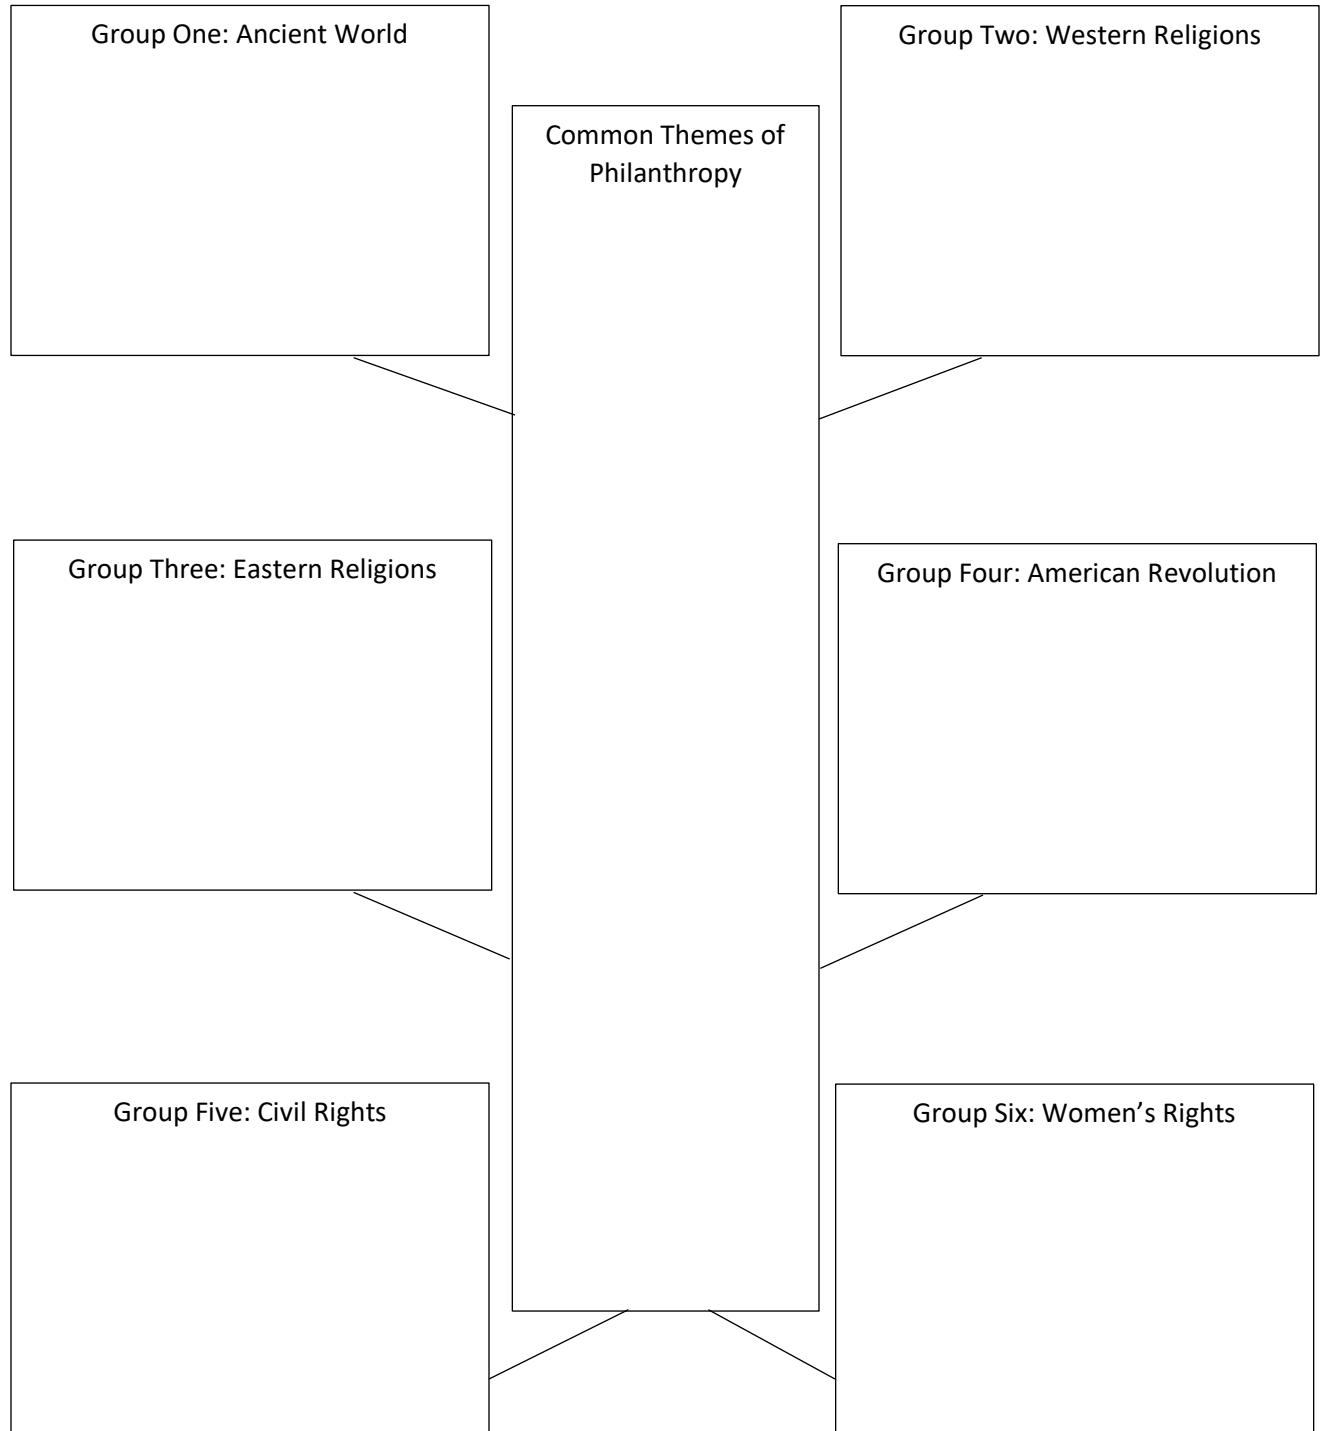 Group One: Ancient World
Group Two: Western Religions
Common Themes of
Philanthropy
Group Three: Eastern Religions
Group Four: American Revolution
Group Five: Civil Rights
Group Six: Women’s Rights